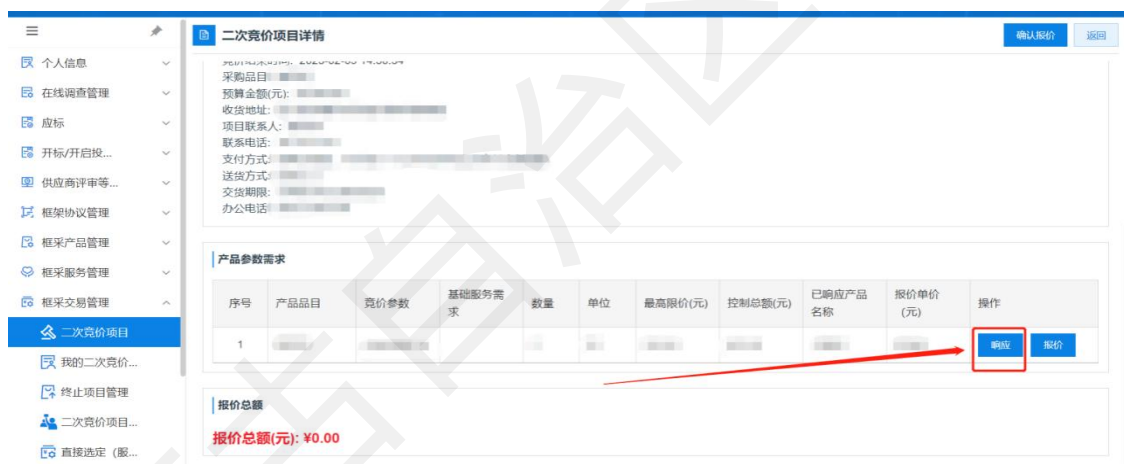 二次竞价项目详情
确认报价
返回
个人信息
在线调查管理
应标
开标/开启投...
供应商评审等...
框架协议管理
框采产品管理
框采服务管理
框采交易管理
二次竞价项目
我的二次竞价...
终止项目管理
二次竞价项目...
直接选定（服...
采购品目
预算金额(元):
收货地址:
项目联系人:
联系电话:
支付方式:
送货方式:
交货期限:
办公电话
产品参数需求
序号 产品品目 竞价参数 基础服务需求 数量 单位 最高限价(元) 控制总额(元) 已响应产品名称 报价单价(元) 操作
1 响应 报价
报价总额
报价总额(元): ¥0.00
古自治区